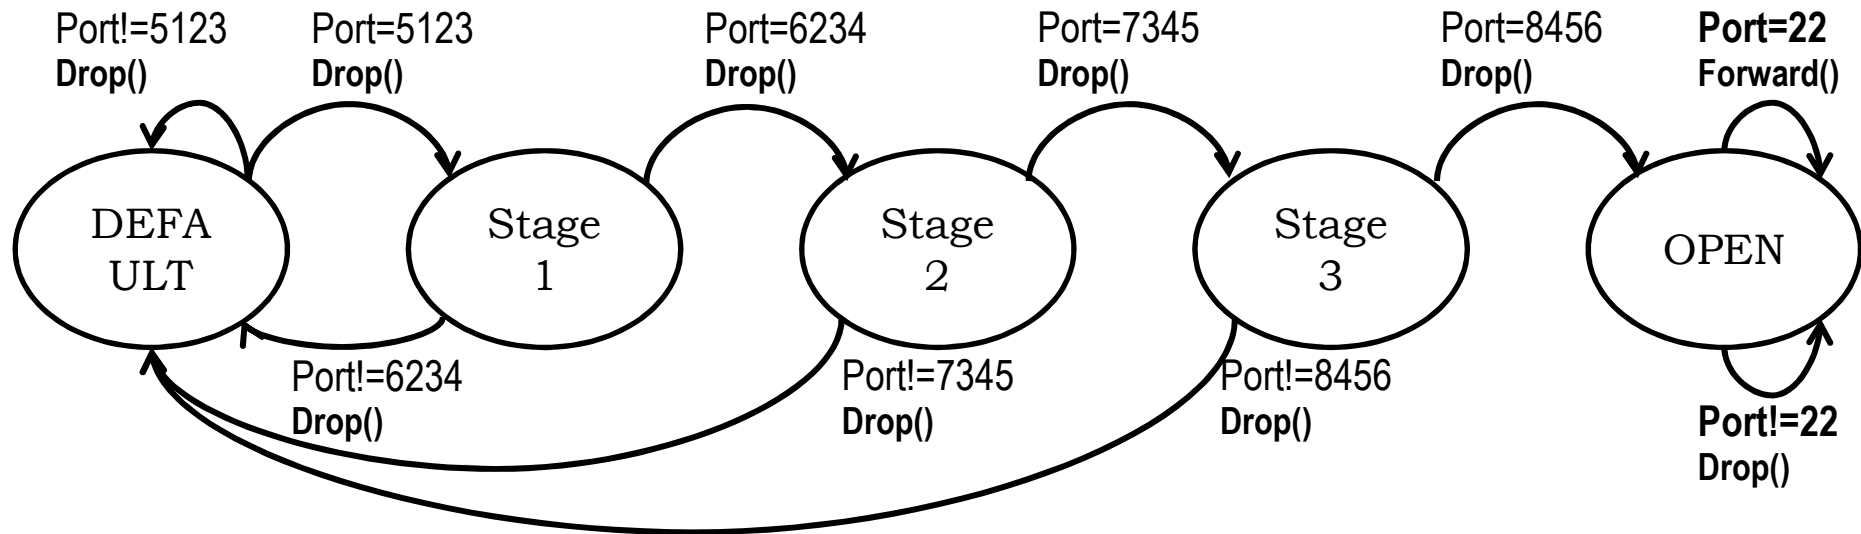 Port!=5123
Drop()
Port=5123
Drop()
Port=6234
Drop()
Port=7345
Drop()
Port=8456
Drop()
Port=22
Forward()
DEFA
ULT
Stage
1
Stage
2
Stage
3
OPEN
Port!=6234
Drop()
Port!=7345
Drop()
Port!=8456
Drop()
Port!=22
Drop()